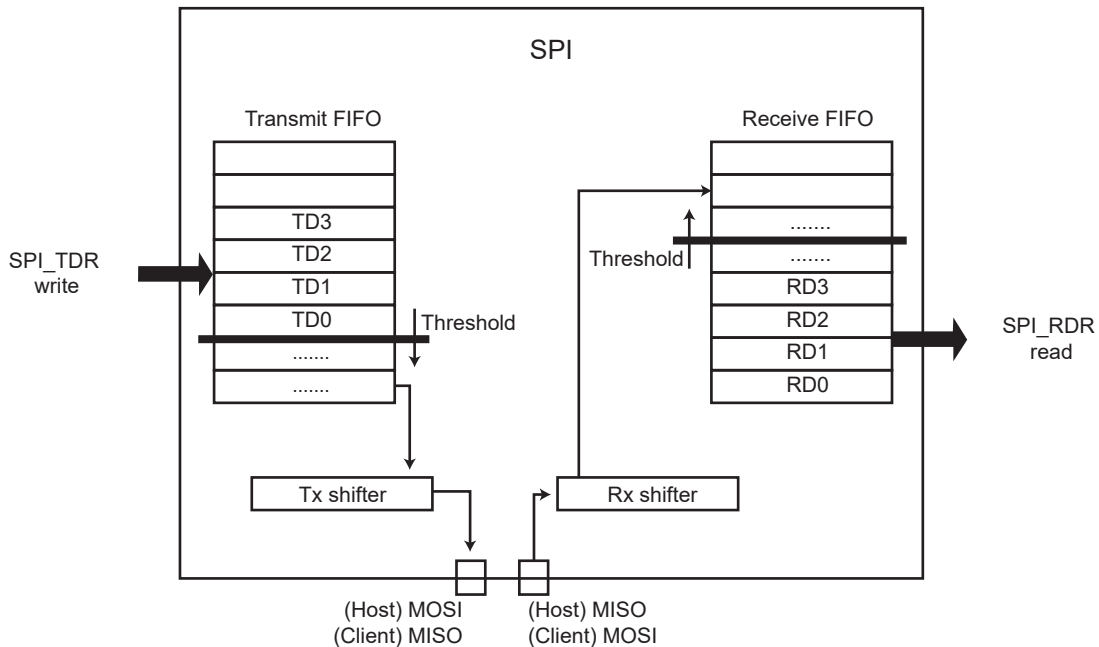 SPI
Transmit FIFO
Receive FIFO
TD3
TD2
TD1
TD0
.......
.......
Threshold
SPI_TDR
write
.......
.......
RD3
RD2
RD1
RD0
Threshold
SPI_RDR
read
Tx shifter
Rx shifter
(Host) MOSI
(Client) MISO
(Host) MISO
(Client) MOSI